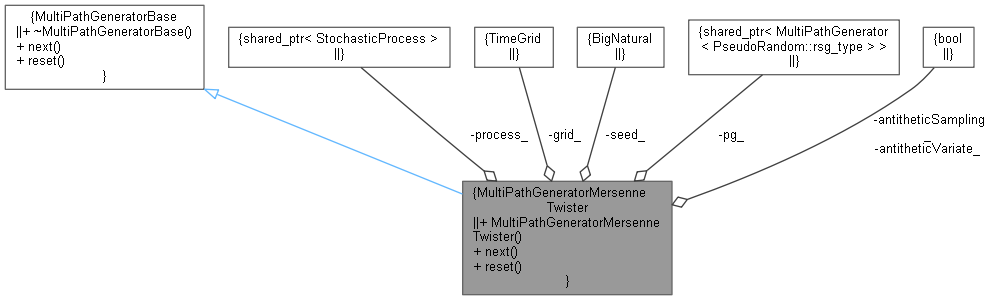 {MultiPathGeneratorBase
||+ ~MultiPathGeneratorBase()
+ next()
+ reset()
}
{shared_ptr< StochasticProcess >
||}
{TimeGrid
||}
{BigNatural
||}
{shared_ptr< MultiPathGenerator
< PseudoRandom::rsg_type > >
||}
{bool
||}
-process_
-grid_
-seed_
-pg_
-antitheticSampling
_
-antitheticVariate_
{MultiPathGeneratorMersenne
Twister
||+ MultiPathGeneratorMersenne
Twister()
+ next()
+ reset()
}